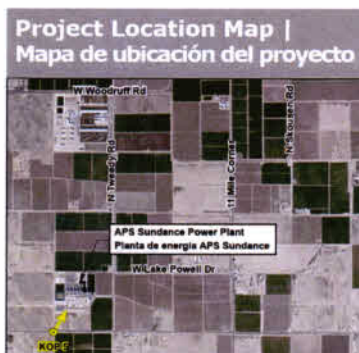 Project Location Map |
Mapa de ubicación del proyecto
W Woodruff Rd
N Tweedy Rd
11 Mile Corner
N Skousen Rd
APS Sundance Power Plant
Planta de energía APS Sundance
W Lake Powell Dr
KOP 5